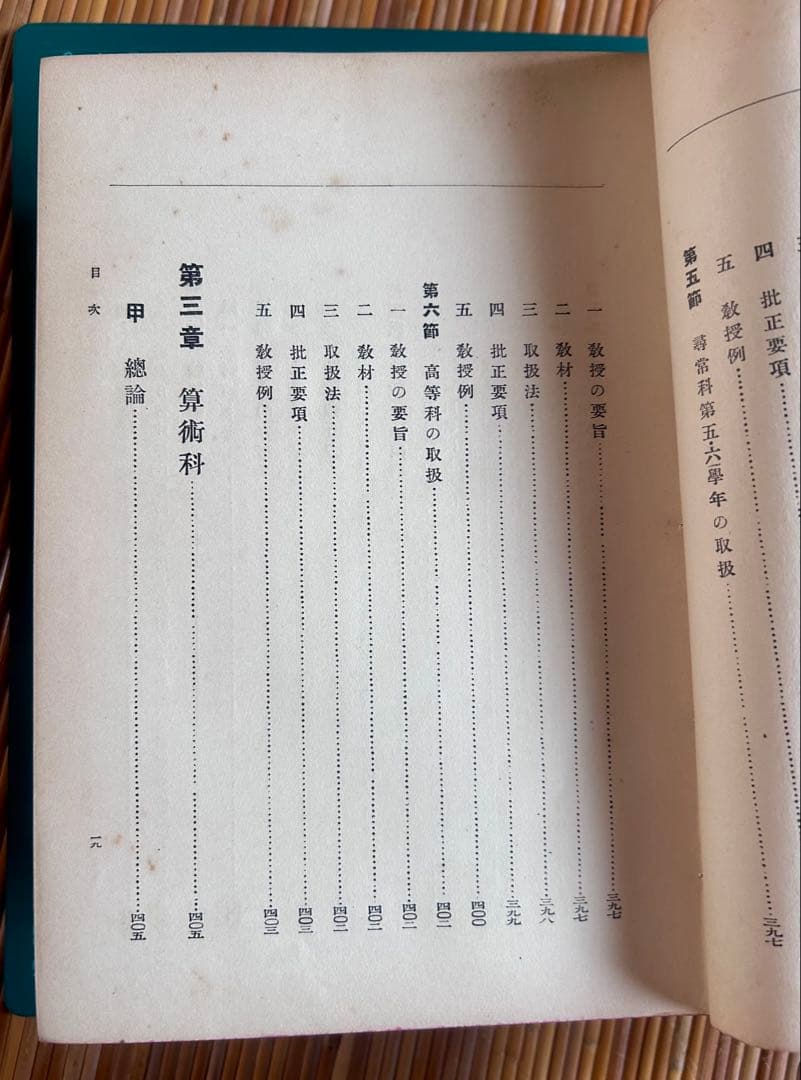 四 批正要項
五 敎授例
第五節 尋常科第五・六學年の取扱……三九七
一 敎授の要旨……三九七
二 敎材……三九七
三 取扱法……三九八
四 批正要項……三九九
五 敎授例……四〇〇
第六節 高等科の取扱……四〇二
一 敎授の要旨……四〇二
二 敎材……四〇二
三 取扱法……四〇二
四 批正要項……四〇三
五 敎授例……四〇三
第三章 算術科……四〇五
甲 總論……四〇五
目次
一九